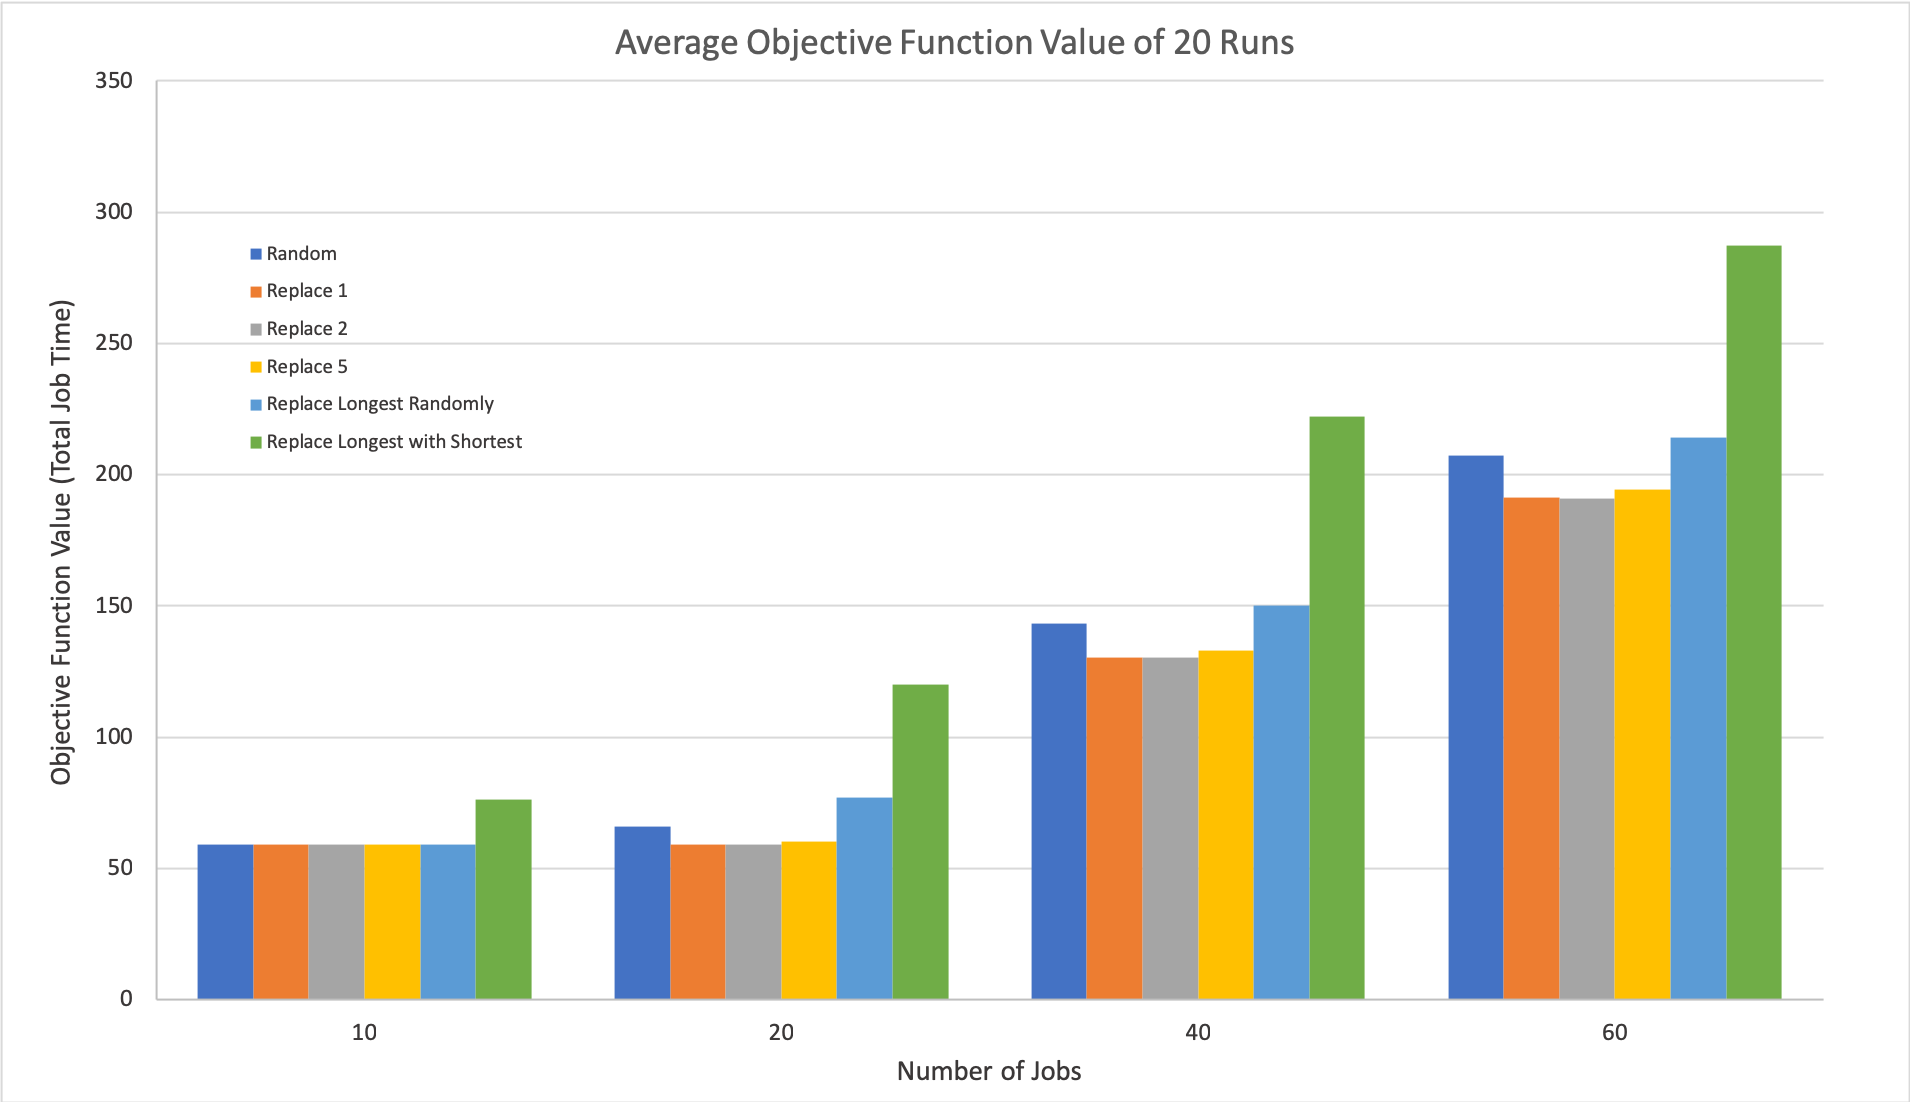 Average Objective Function Value of 20 Runs
350
300
250
200
150
100
50
0
Objective Function Value (Total Job Time)
Random
Replace 1
Replace 2
Replace 5
Replace Longest Randomly
Replace Longest with Shortest
10 20 40 60
Number of Jobs